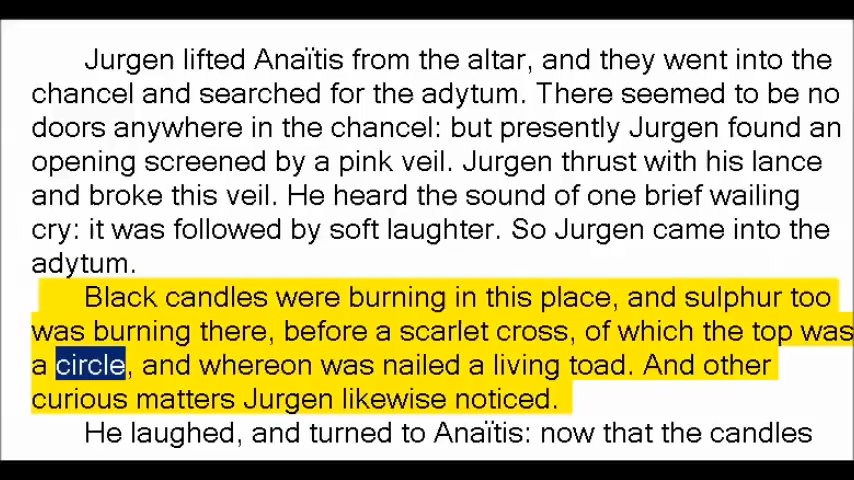 Jurgen lifted Anaïtis from the altar, and they went into the
chancel and searched for the adytum. There seemed to be no
doors anywhere in the chancel: but presently Jurgen found an
opening screened by a pink veil. Jurgen thrust with his lance
and broke this veil. He heard the sound of one brief wailing
cry: it was followed by soft laughter. So Jurgen came into the
adytum.
Black candles were burning in this place, and sulphur too
was burning there, before a scarlet cross, of which the top was
a circle, and whereon was nailed a living toad. And other
curious matters Jurgen likewise noticed.
He laughed, and turned to Anaïtis: now that the candles